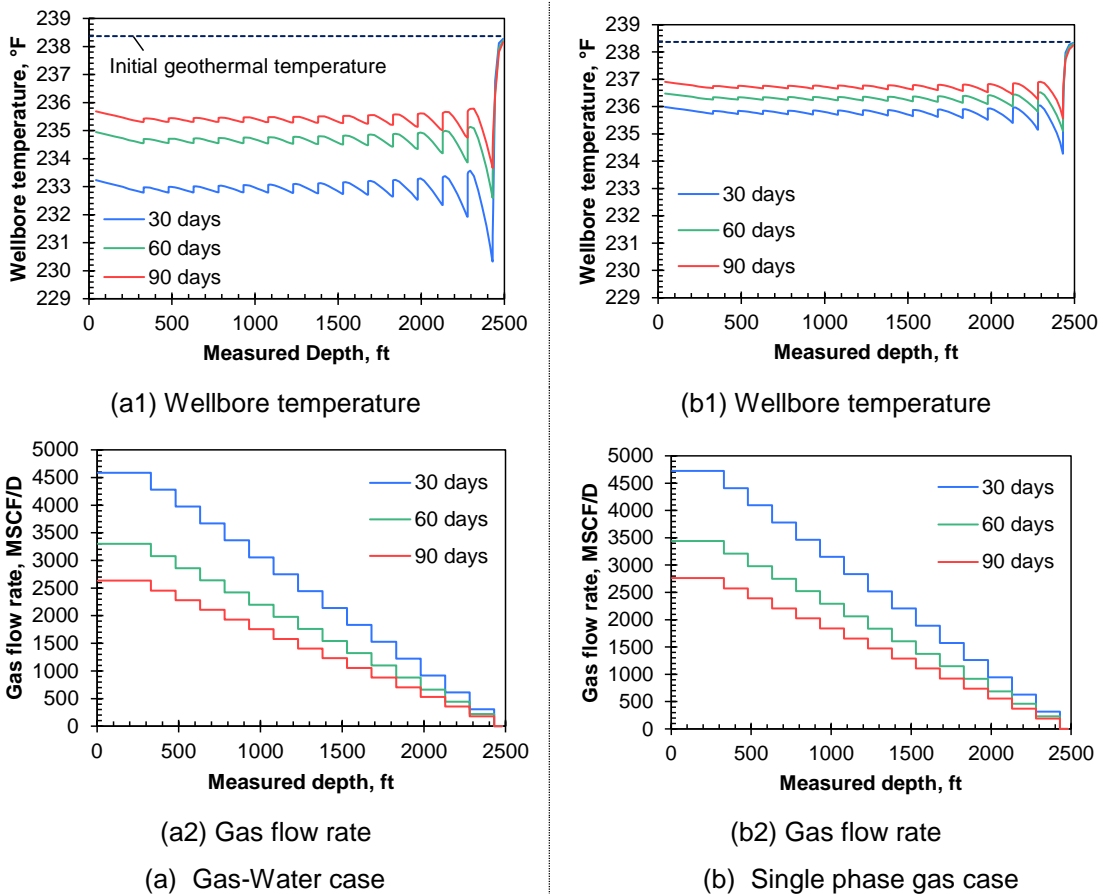 239
238
237
236
235
234
233
232
231
230
229
Wellbore temperature, °F
Initial geothermal temperature
30 days
60 days
90 days
0 500 1000 1500 2000 2500
Measured Depth, ft
(a1) Wellbore temperature
239
238
237
236
235
234
233
232
231
230
229
Wellbore temperature, °F
30 days
60 days
90 days
0 500 1000 1500 2000 2500
Measured depth, ft
(b1) Wellbore temperature
5000
4500
4000
3500
3000
2500
2000
1500
1000
500
0
Gas flow rate, MSCF/D
30 days
60 days
90 days
0 500 1000 1500 2000 2500
Measured depth, ft
(a2) Gas flow rate
(a) Gas-Water case
5000
4500
4000
3500
3000
2500
2000
1500
1000
500
0
Gas flow rate, MSCF/D
30 days
60 days
90 days
0 500 1000 1500 2000 2500
Measured depth, ft
(b2) Gas flow rate
(b) Single phase gas case